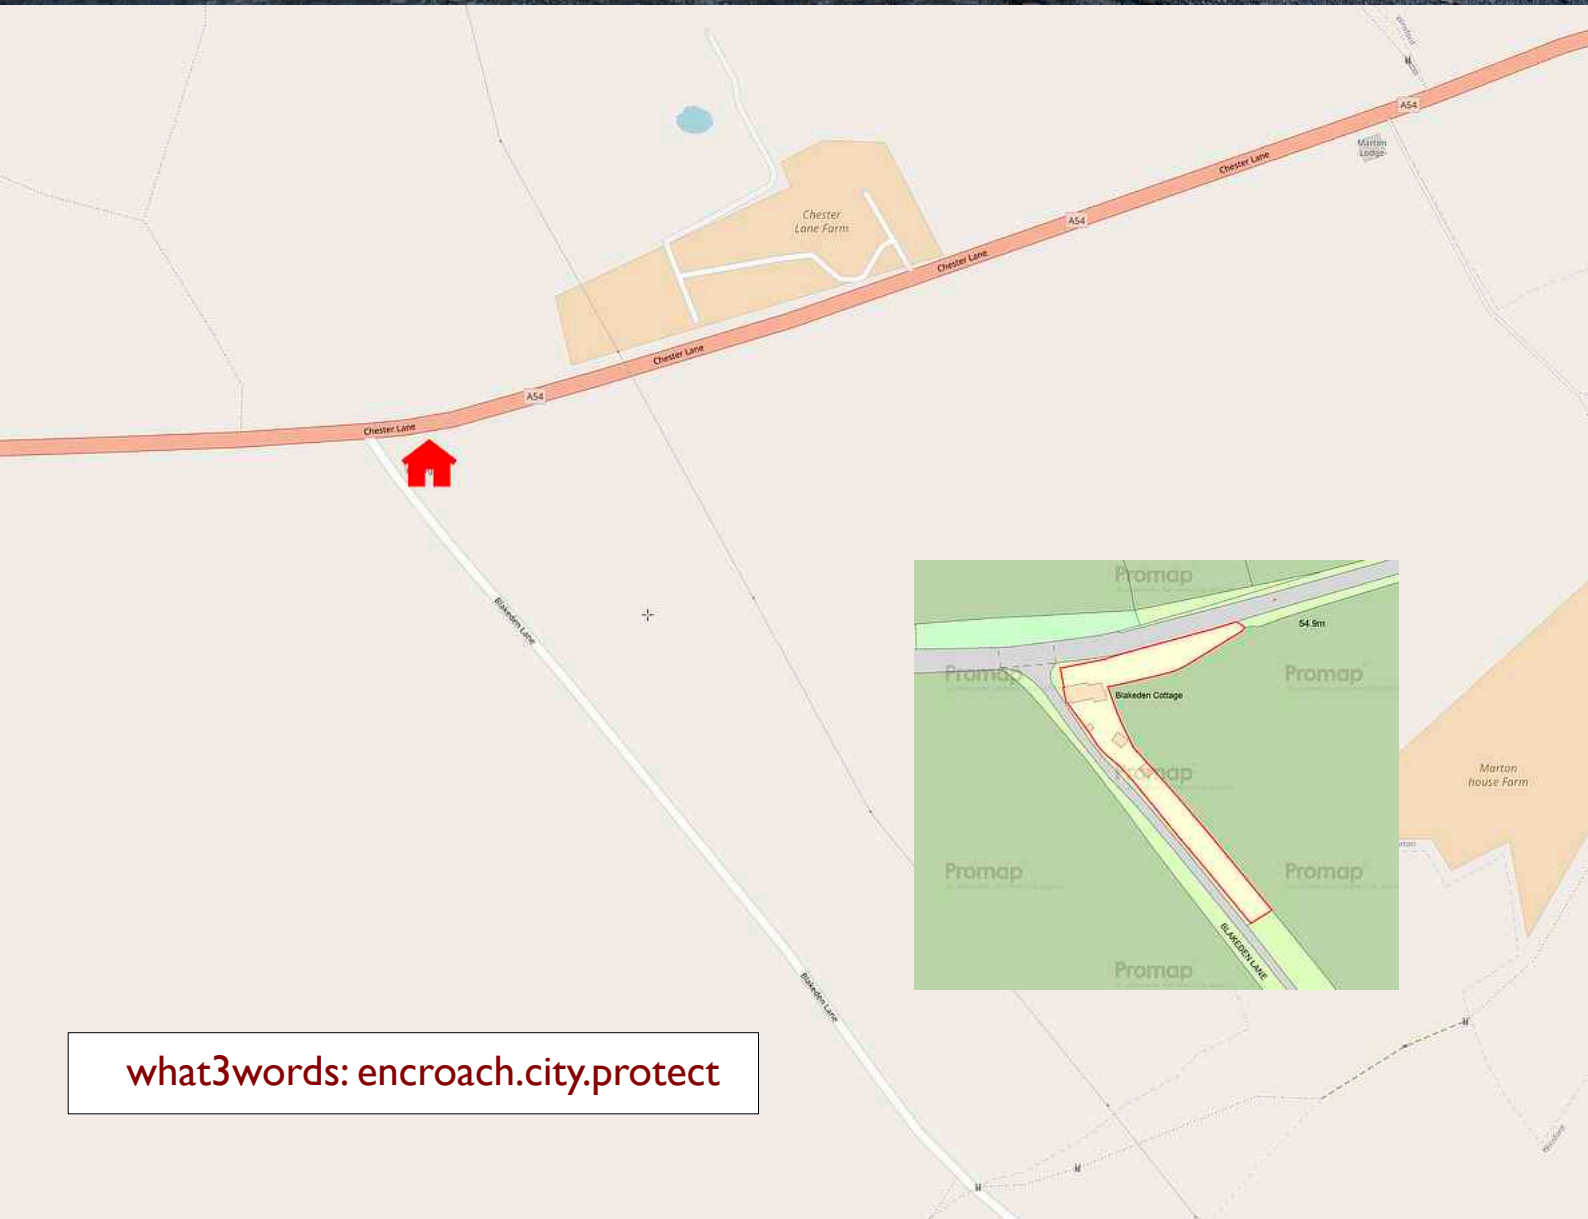 Winsford
A54
Marton
Lodge
Chester Lane
A54
Chester
Lane Farm
Chester Lane
Chester Lane
A54
Chester Lane
Blakeden Lane
Promap
54.9m
Promap
Promap
Blakeden Cottage
Promap
Marton
house Farm
Promap
Promap
BLAKEDEN LANE
Promap
Blakeden Lane
what3words: encroach.city.protect
Winsford